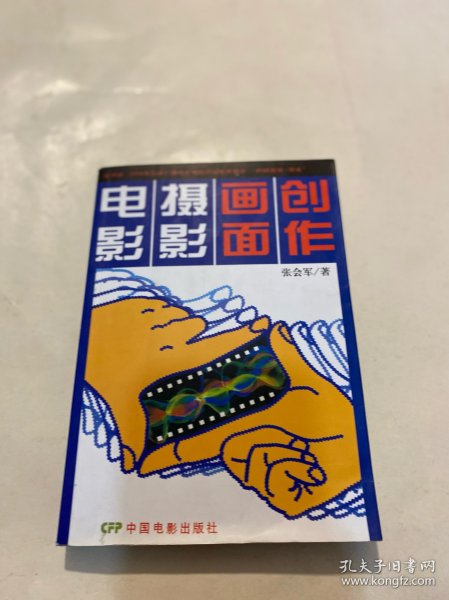 电影 摄影 画面 创作
张会军/著
CFP 中国电影出版社
孔夫子旧书网
www.kongfz.com